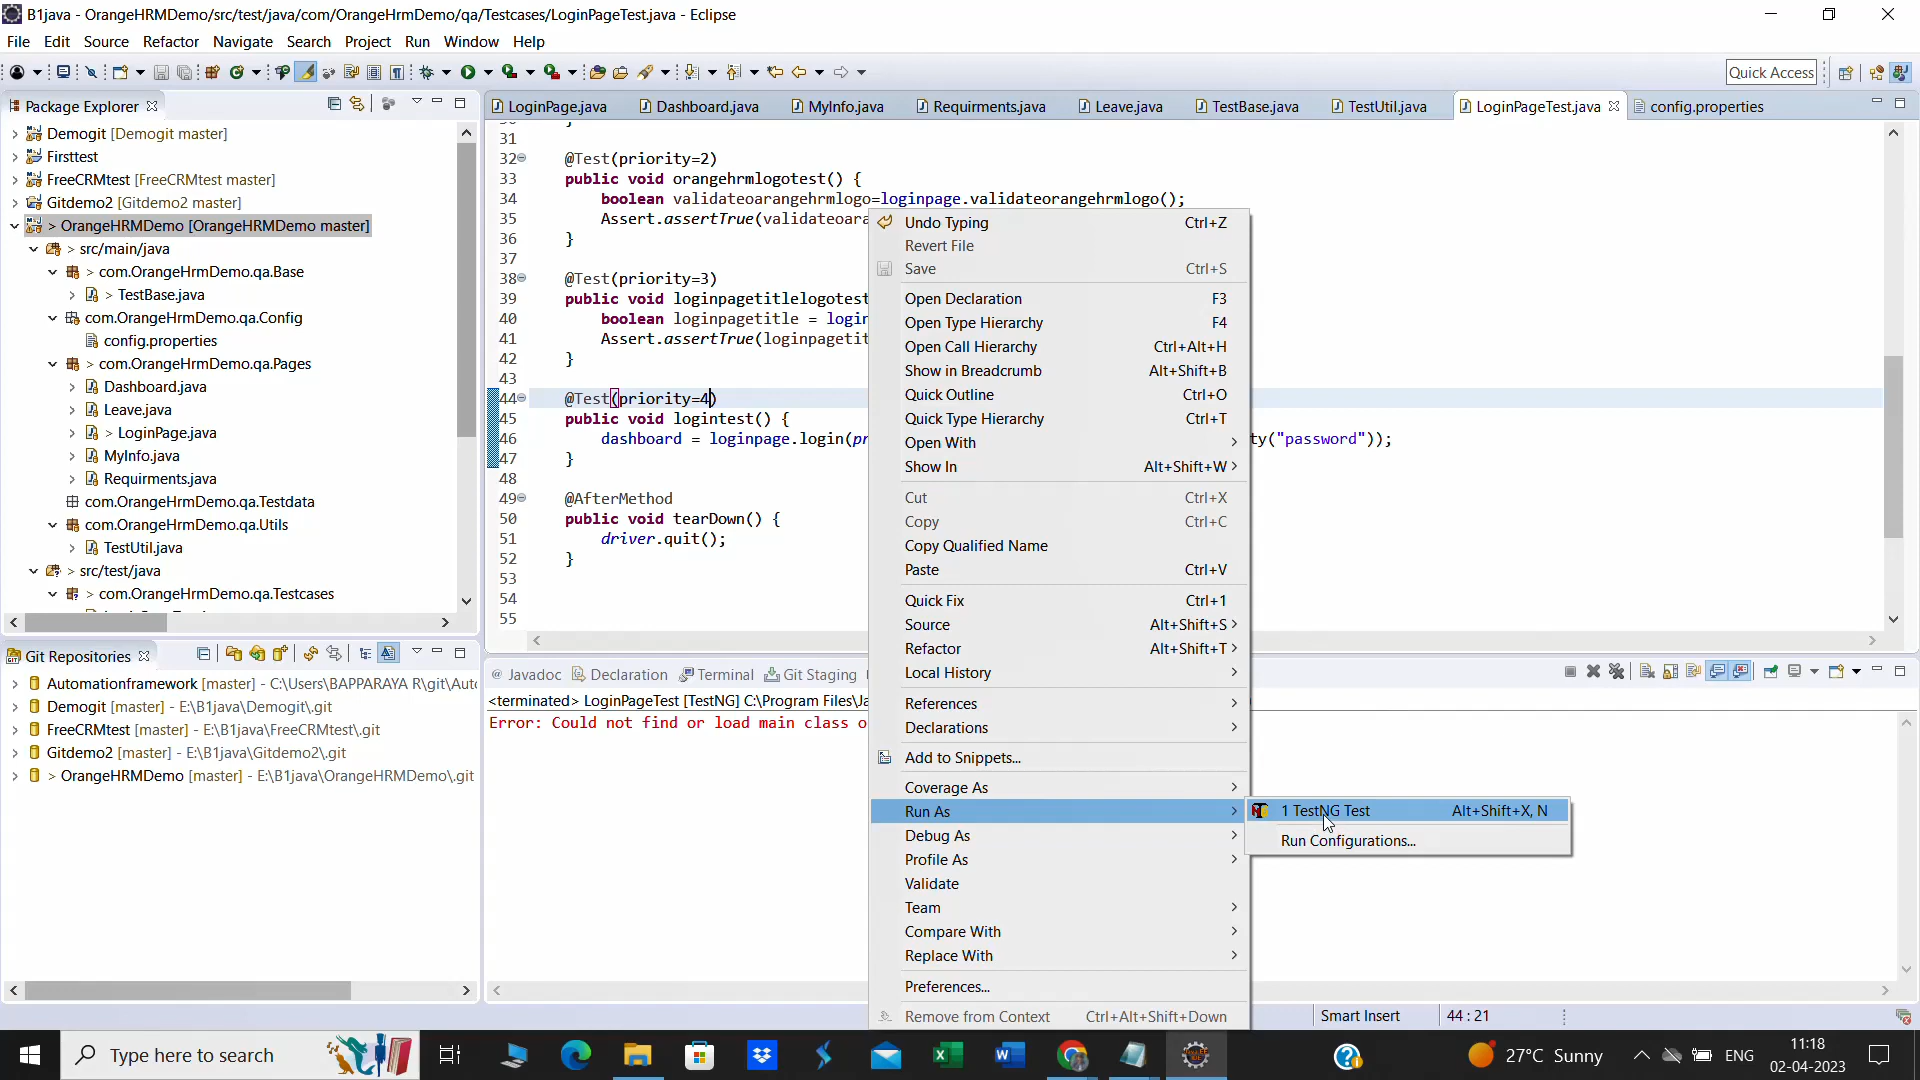 B1java - OrangeHRMDemo/src/test/java/com/OrangeHrmDemo/qa/Testcases/LoginPageTest.java - Eclipse
File Edit Source Refactor Navigate Search Project Run Window Help
Quick Access
Package Explorer
Demogit [Demogit master]
Firsttest
FreeCRMtest [FreeCRMtest master]
Gitdemo2 [Gitdemo2 master]
> OrangeHRMDemo [OrangeHRMDemo master]
> src/main/java
> com.OrangeHrmDemo.qa.Base
> TestBase.java
com.OrangeHrmDemo.qa.Config
config.properties
> com.OrangeHrmDemo.qa.Pages
Dashboard.java
Leave.java
> LoginPage.java
MyInfo.java
Requirments.java
com.OrangeHrmDemo.qa.Testdata
com.OrangeHrmDemo.qa.Utils
TestUtil.java
> src/test/java
> com.OrangeHrmDemo.qa.Testcases
LoginPage.java Dashboard.java MyInfo.java Requirments.java Leave.java TestBase.java TestUtil.java LoginPageTest.java config.properties
31
32 @Test(priority=2)
33 public void orangehrmlogotest() {
34 boolean validateoarangehrmlogo=loginpage.validateorangehrmlogo();
35 Assert.assertTrue(validateoara
36 }
37
38 @Test(priority=3)
39 public void loginpagetitlelogotest
40 boolean loginpagetitle = login
41 Assert.assertTrue(loginpagetit
42 }
43
44 @Test(priority=4)
45 public void logintest() {
46 dashboard = loginpage.login(pr ty("password"));
47 }
48
49 @AfterMethod
50 public void tearDown() {
51 driver.quit();
52 }
53
54
55
Undo Typing Ctrl+Z
Revert File
Save Ctrl+S
Open Declaration F3
Open Type Hierarchy F4
Open Call Hierarchy Ctrl+Alt+H
Show in Breadcrumb Alt+Shift+B
Quick Outline Ctrl+O
Quick Type Hierarchy Ctrl+T
Open With
Show In Alt+Shift+W
Cut Ctrl+X
Copy Ctrl+C
Copy Qualified Name
Paste Ctrl+V
Quick Fix Ctrl+1
Source Alt+Shift+S
Refactor Alt+Shift+T
Local History
References
Declarations
Add to Snippets...
Coverage As
Run As
Debug As
Profile As
Validate
Team
Compare With
Replace With
Preferences...
Remove from Context Ctrl+Alt+Shift+Down
1 TestNG Test Alt+Shift+X, N
Run Configurations...
Git Repositories
Automationframework [master] - C:\Users\BAPPARAYA R\git\Auto
Demogit [master] - E:\B1java\Demogit\.git
FreeCRMtest [master] - E:\B1java\FreeCRMtest\.git
Gitdemo2 [master] - E:\B1java\Gitdemo2\.git
> OrangeHRMDemo [master] - E:\B1java\OrangeHRMDemo\.git
@ Javadoc Declaration Terminal Git Staging
<terminated> LoginPageTest [TestNG] C:\Program Files\Ja
Error: Could not find or load main class o
Smart Insert 44 : 21
Type here to search
27°C Sunny
ENG
11:18
02-04-2023